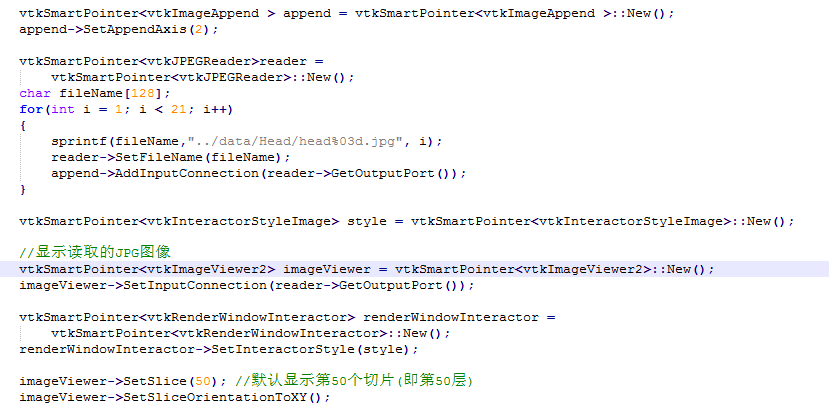 vtkSmartPointer<vtkImageAppend > append = vtkSmartPointer<vtkImageAppend >::New();
append->SetAppendAxis(2);
vtkSmartPointer<vtkJPEGReader>reader =
vtkSmartPointer<vtkJPEGReader>::New();
char fileName[128];
for(int i = 1; i < 21; i++)
{
sprintf(fileName,"../data/Head/head%03d.jpg", i);
reader->SetFileName(fileName);
append->AddInputConnection(reader->GetOutputPort());
}
vtkSmartPointer<vtkInteractorStyleImage> style = vtkSmartPointer<vtkInteractorStyleImage>::New();
//显示读取的JPG图像
vtkSmartPointer<vtkImageViewer2> imageViewer = vtkSmartPointer<vtkImageViewer2>::New();
imageViewer->SetInputConnection(reader->GetOutputPort());
vtkSmartPointer<vtkRenderWindowInteractor> renderWindowInteractor =
vtkSmartPointer<vtkRenderWindowInteractor>::New();
renderWindowInteractor->SetInteractorStyle(style);
imageViewer->SetSlice(50); //默认显示第50个切片(即第50层)
imageViewer->SetSliceOrientationToXY();